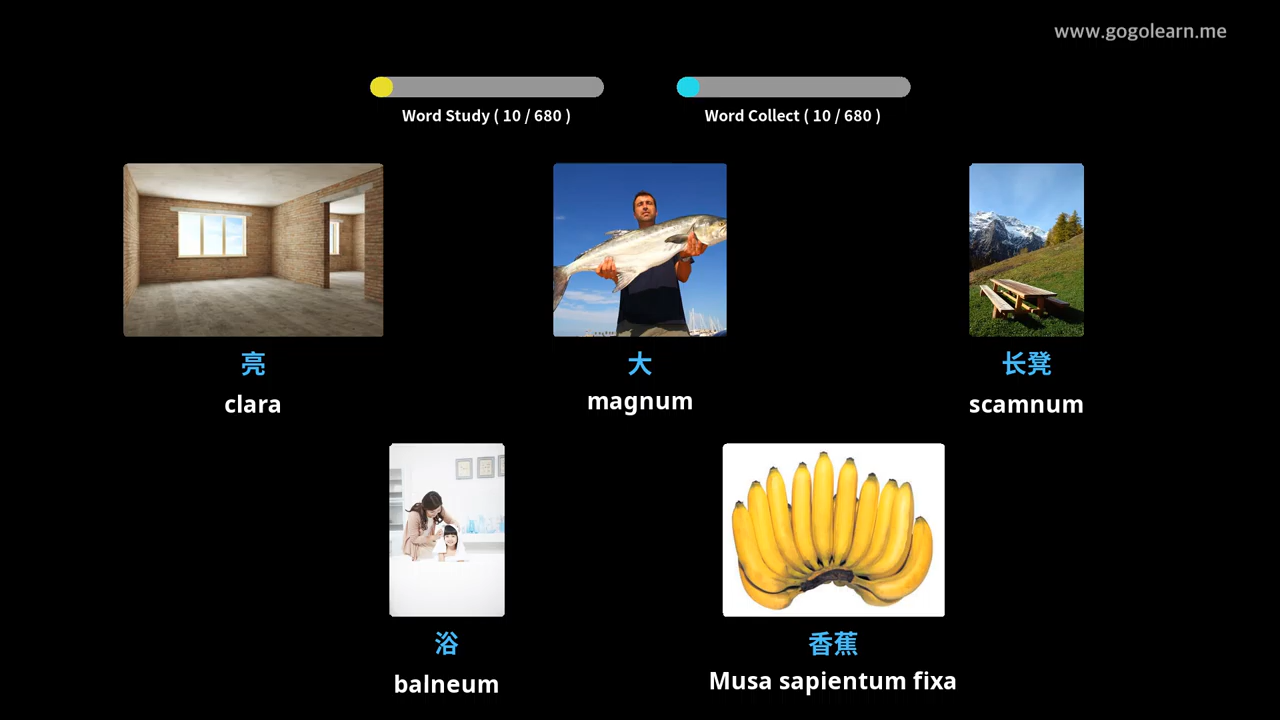 www.gogolearn.me
Word Study ( 10 / 680 )
Word Collect ( 10 / 680 )
亮
clara
大
magnum
长凳
scamnum
浴
balneum
香蕉
Musa sapientum fixa